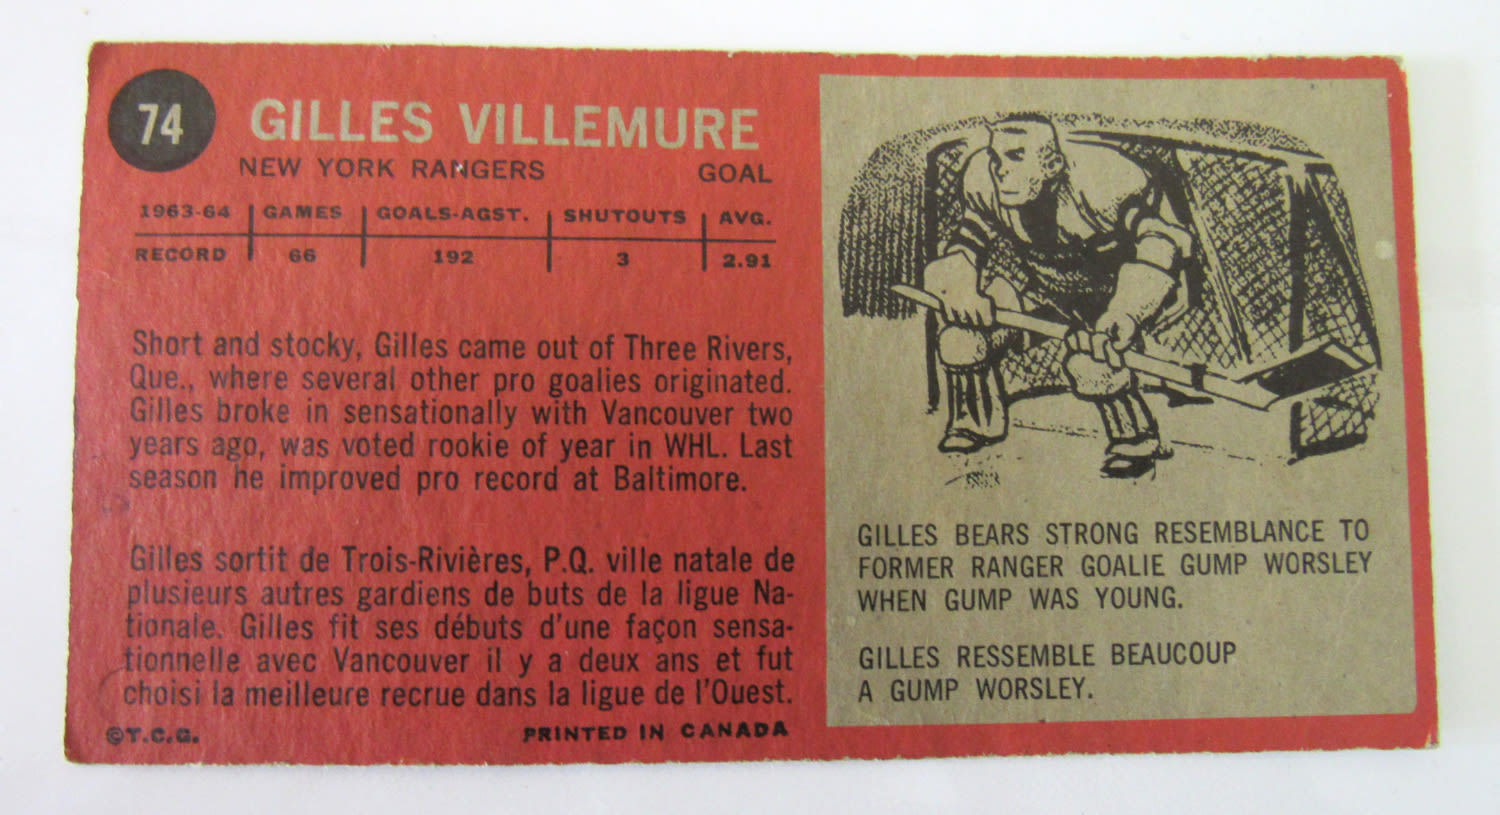 74
GILLES VILLEMURE
NEW YORK RANGERS GOAL
1963-64 GAMES GOALS-AGST. SHUTOUTS AVG.
RECORD 66 192 3 2.91
Short and stocky, Gilles came out of Three Rivers,
Que., where several other pro goalies originated.
Gilles broke in sensationally with Vancouver two
years ago, was voted rookie of year in WHL. Last
season he improved pro record at Baltimore.
Gilles sortit de Trois-Rivières, P.Q. ville natale de
plusieurs autres gardiens de buts de la ligue Na-
tionale. Gilles fit ses débuts d'une façon sensa-
tionnelle avec Vancouver il y a deux ans et fut
choisi la meilleure recrue dans la ligue de l'Ouest.
©T.C.G. PRINTED IN CANADA
GILLES BEARS STRONG RESEMBLANCE TO
FORMER RANGER GOALIE GUMP WORSLEY
WHEN GUMP WAS YOUNG.
GILLES RESSEMBLE BEAUCOUP
A GUMP WORSLEY.